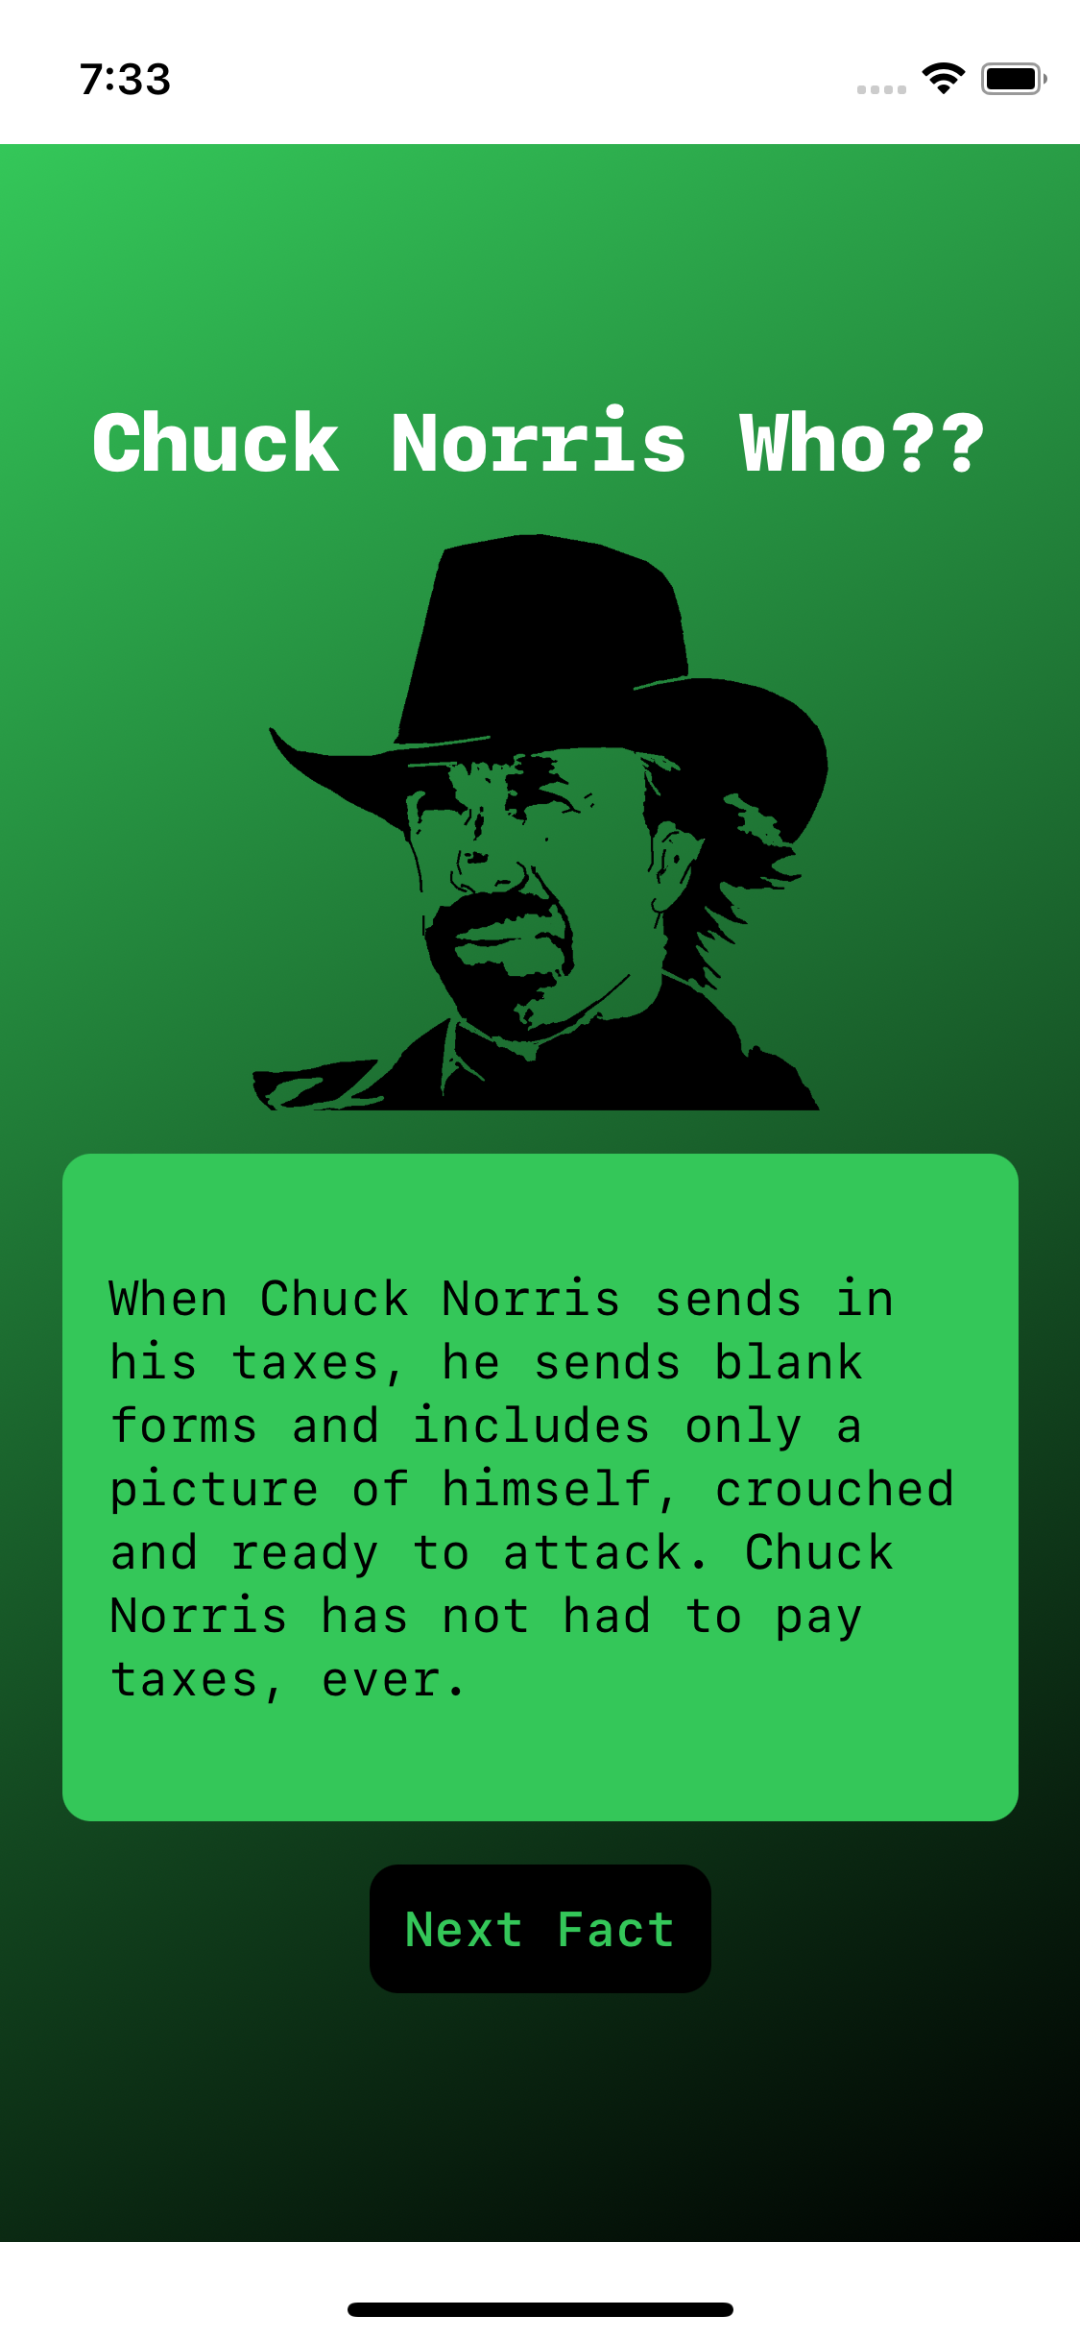 7:33
Chuck Norris Who??
When Chuck Norris sends in
his taxes, he sends blank
forms and includes only a
picture of himself, crouched
and ready to attack. Chuck
Norris has not had to pay
taxes, ever.
Next Fact